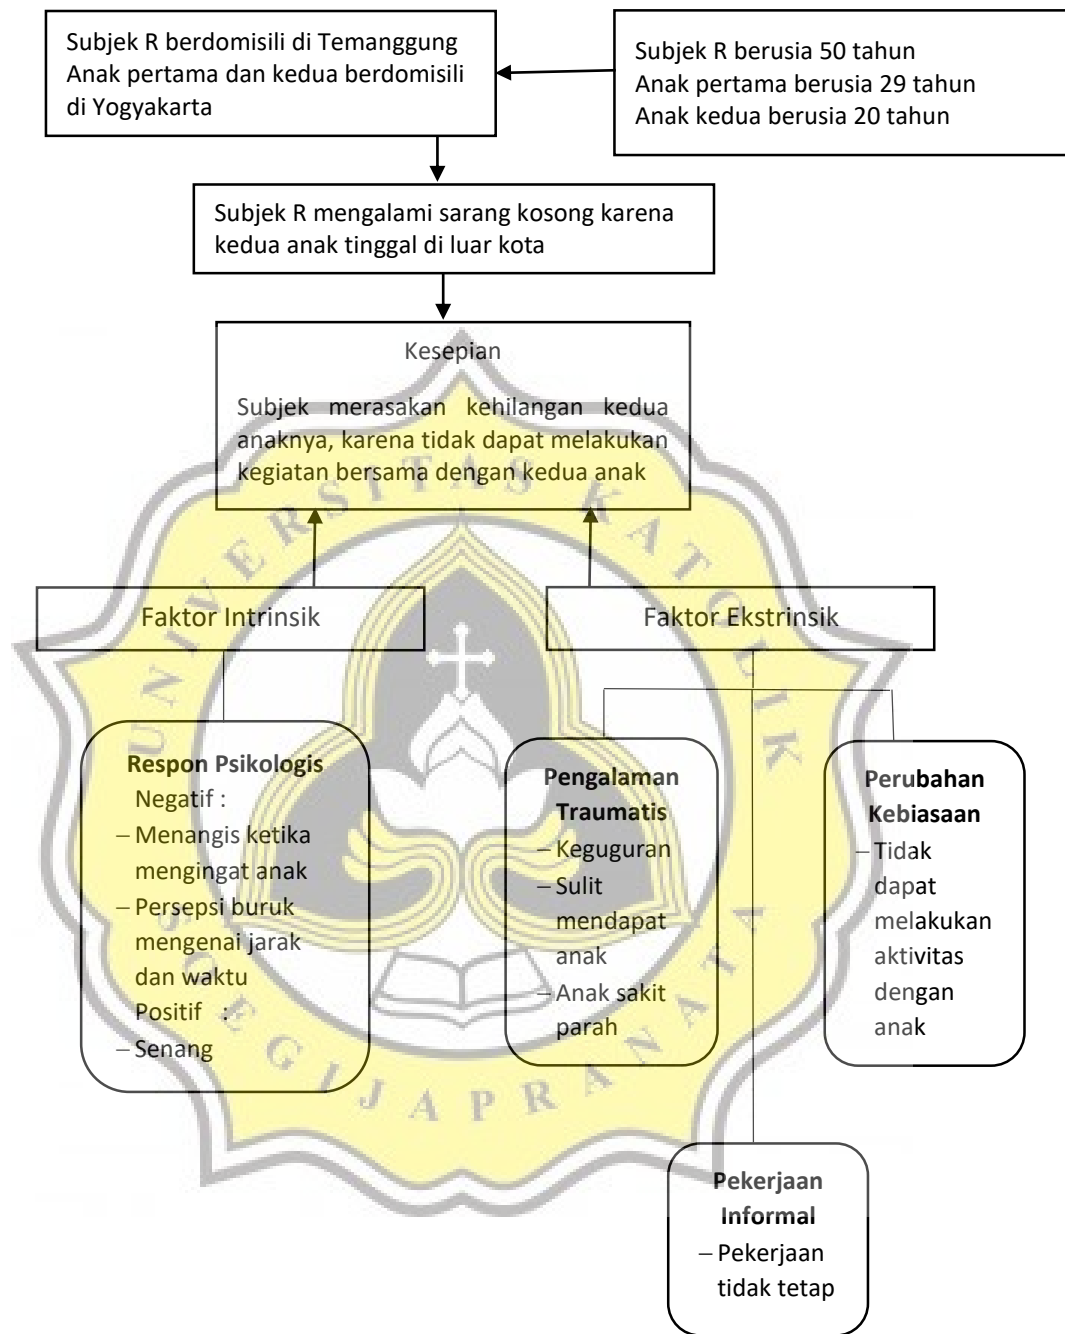 Subjek R berdomisili di Temanggung
Anak pertama dan kedua berdomisili
di Yogyakarta
Subjek R berusia 50 tahun
Anak pertama berusia 29 tahun
Anak kedua berusia 20 tahun
Subjek R mengalami sarang kosong karena
kedua anak tinggal di luar kota
Kesepian
Subjek merasakan kehilangan kedua
anaknya, karena tidak dapat melakukan
kegiatan bersama dengan kedua anak
Faktor Intrinsik
Faktor Ekstrinsik
Respon Psikologis
Negatif :
– Menangis ketika
mengingat anak
– Persepsi buruk
mengenai jarak
dan waktu
Positif :
– Senang
Pengalaman
Traumatis
– Keguguran
– Sulit
mendapat
anak
– Anak sakit
parah
Perubahan
Kebiasaan
– Tidak
dapat
melakukan
aktivitas
dengan
anak
Pekerjaan
Informal
– Pekerjaan
tidak tetap
UNIVERSITAS KATOLIK
SOEGIJAPRANATA